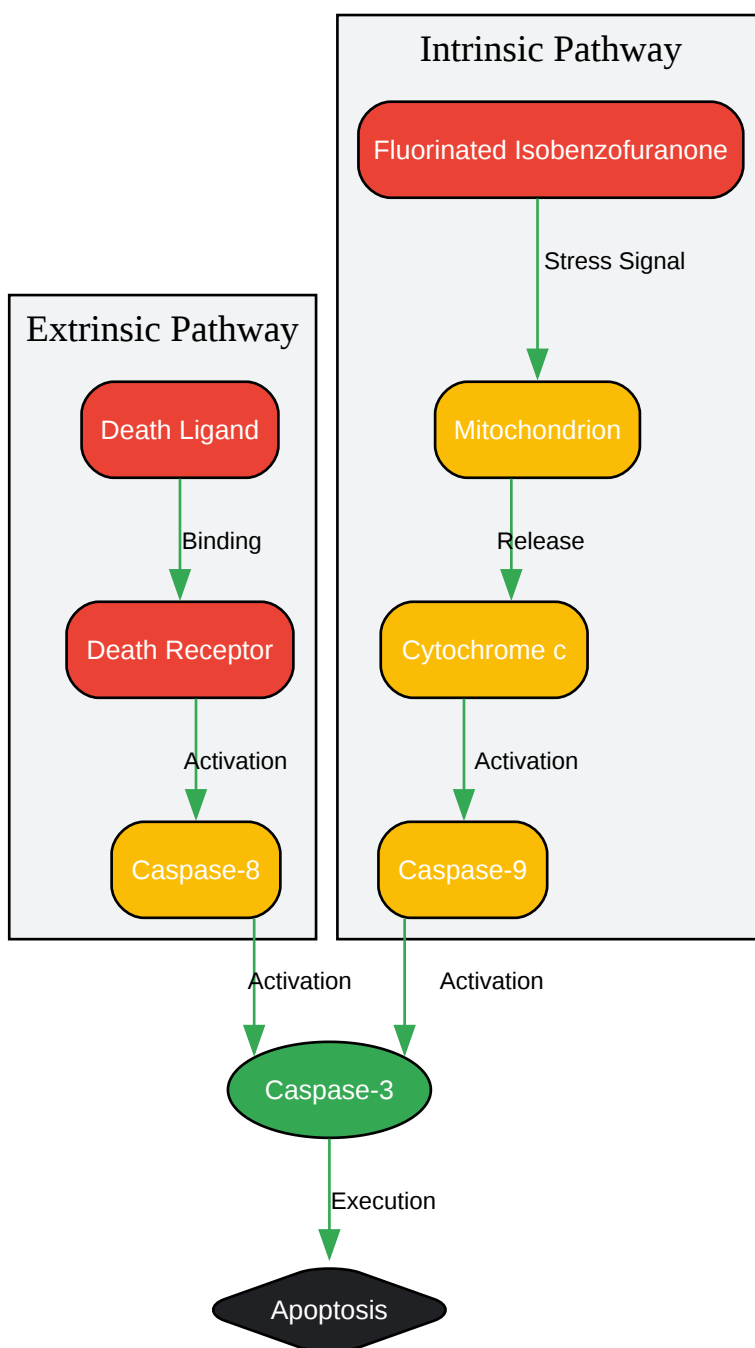 Intrinsic Pathway
Fluorinated Isobenzofuranone
Stress Signal
Extrinsic Pathway
Death Ligand
Mitochondrion
Binding
Release
Death Receptor
Cytochrome c
Activation
Activation
Caspase-8
Caspase-9
Activation
Activation
Caspase-3
Execution
Apoptosis